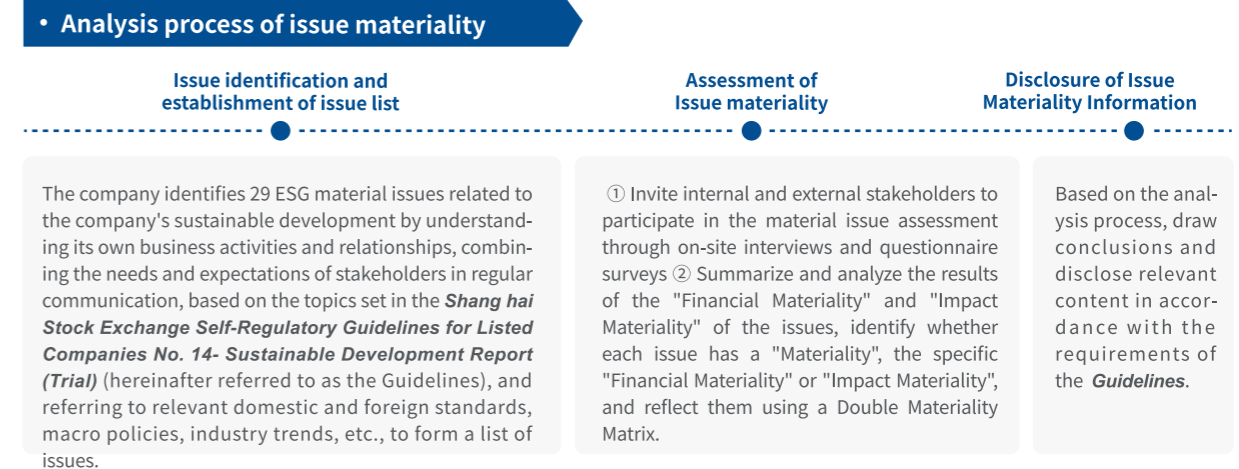 • Analysis process of issue materiality
Issue identification and
establishment of issue list
The company identifies 29 ESG material issues related to
the company's sustainable development by understand-
ing its own business activities and relationships, combin-
ing the needs and expectations of stakeholders in regular
communication, based on the topics set in the Shang hai
Stock Exchange Self-Regulatory Guidelines for Listed
Companies No. 14- Sustainable Development Report
(Trial) (hereinafter referred to as the Guidelines), and
referring to relevant domestic and foreign standards,
macro policies, industry trends, etc., to form a list of
issues.
Assessment of
Issue materiality
① Invite internal and external stakeholders to
participate in the material issue assessment
through on-site interviews and questionnaire
surveys ② Summarize and analyze the results
of the "Financial Materiality" and "Impact
Materiality" of the issues, identify whether
each issue has a "Materiality", the specific
"Financial Materiality" or "Impact Materiality",
and reflect them using a Double Materiality
Matrix.
Disclosure of Issue
Materiality Information
Based on the anal-
ysis process, draw
conclusions and
disclose relevant
content in accor-
dance with the
requirements of
the Guidelines.